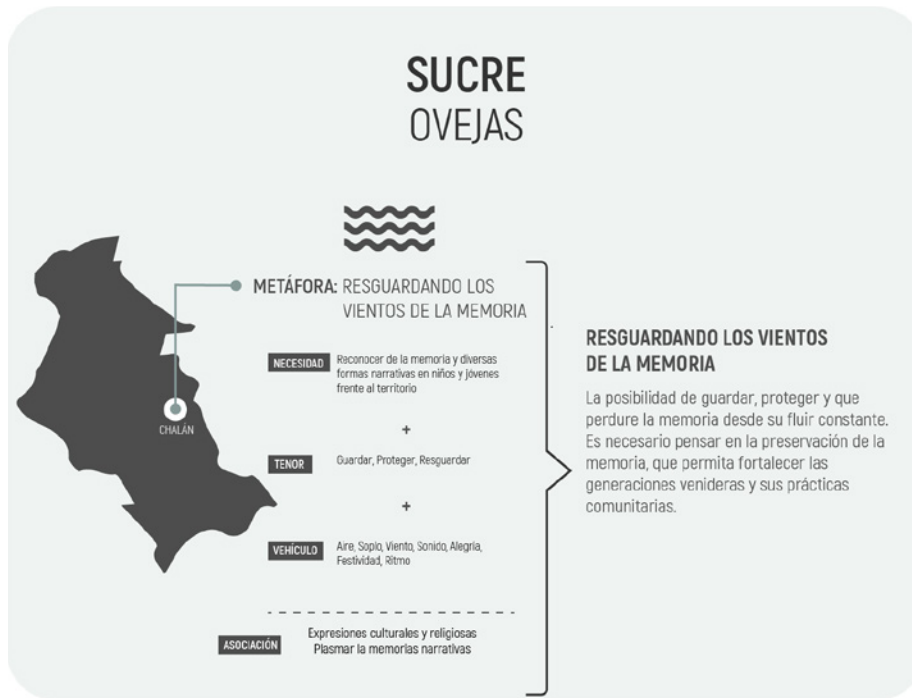 SUCRE
OVEJAS
METÁFORA: RESGUARDANDO LOS
VIENTOS DE LA MEMORIA
NECESIDAD
Reconocer de la memoria y diversas
formas narrativas en niños y jóvenes
frente al territorio
CHALÁN
+
TENOR
Guardar, Proteger, Resguardar
+
VEHÍCULO
Aire, Soplo, Viento, Sonido, Alegría,
Festividad, Ritmo
ASOCIACIÓN
Expresiones culturales y religiosas
Plasmar la memorias narrativas
RESGUARDANDO LOS VIENTOS
DE LA MEMORIA
La posibilidad de guardar, proteger y que
perdure la memoria desde su fluir constante.
Es necesario pensar en la preservación de la
memoria, que permita fortalecer las
generaciones venideras y sus prácticas
comunitarias.